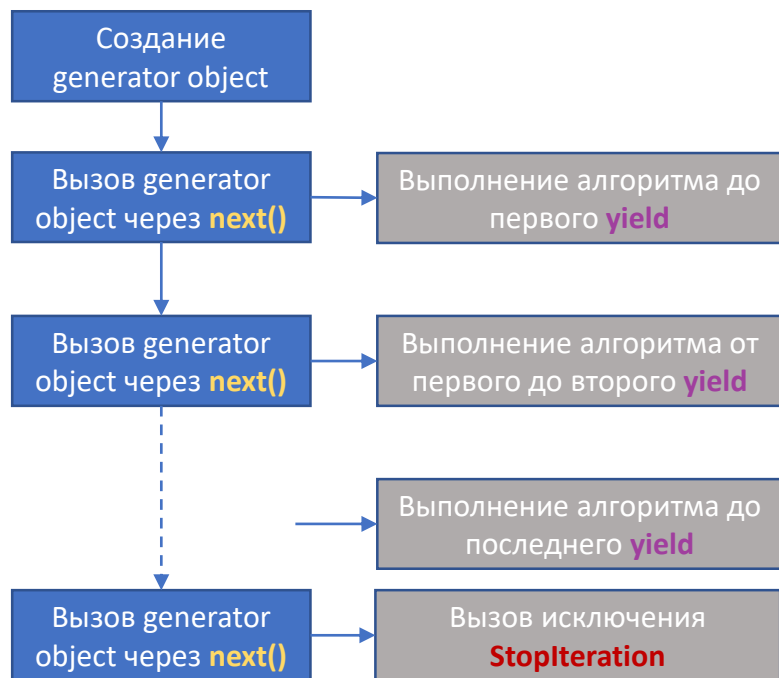 Создание
generator object
Вызов generator
object через next()
Выполнение алгоритма до
первого yield
Вызов generator
object через next()
Выполнение алгоритма от
первого до второго yield
Выполнение алгоритма до
последнего yield
Вызов generator
object через next()
Вызов исключения
StopIteration